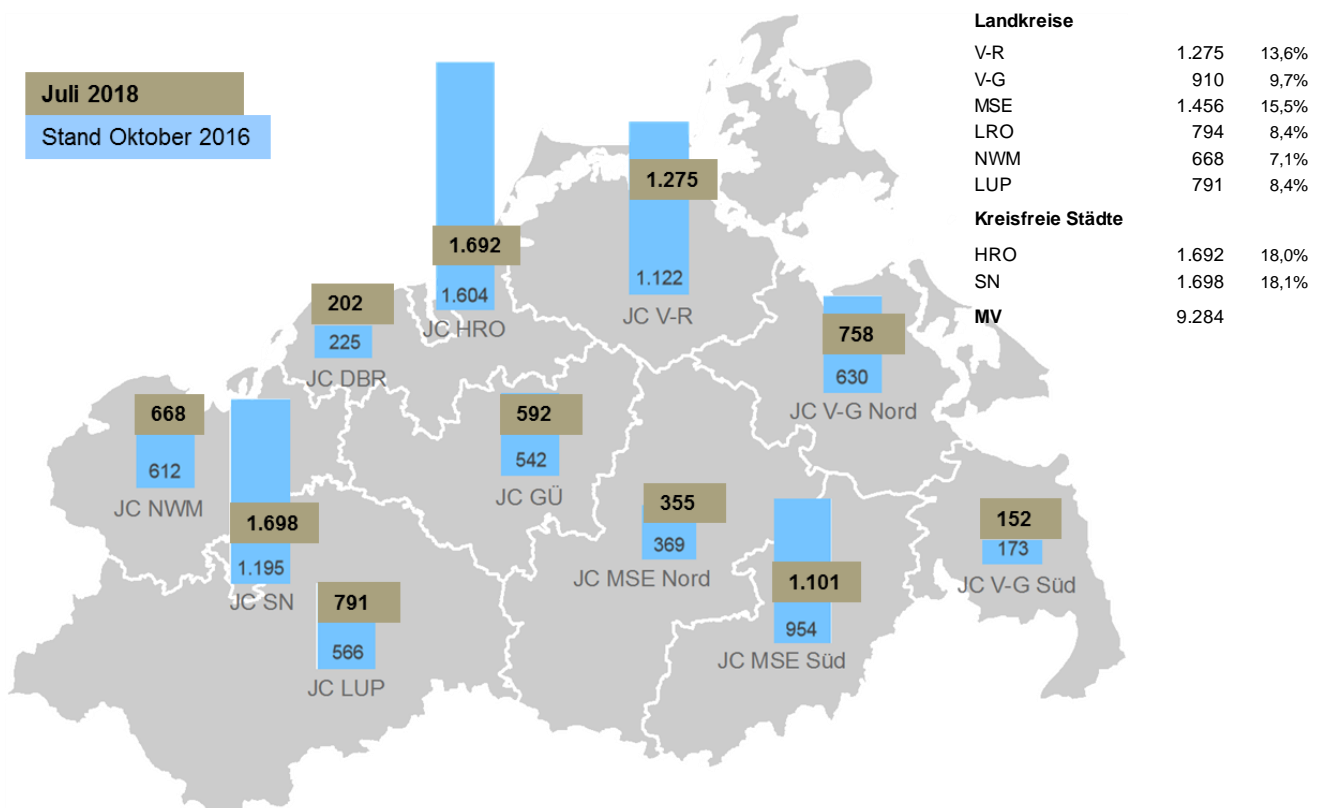 Juli 2018
Stand Oktober 2016
Landkreise
V-R 1.275 13,6%
V-G 910 9,7%
MSE 1.456 15,5%
LRO 794 8,4%
NWM 668 7,1%
LUP 791 8,4%
Kreisfreie Städte
HRO 1.692 18,0%
SN 1.698 18,1%
MV 9.284
1.692
1.604
JC HRO
1.275
1.122
JC V-R
202
225
JC DBR
758
630
JC V-G Nord
668
612
JC NWM
592
542
JC GÜ
1.698
1.195
JC SN
355
369
JC MSE Nord
1.101
954
JC MSE Süd
152
173
JC V-G Süd
791
566
JC LUP